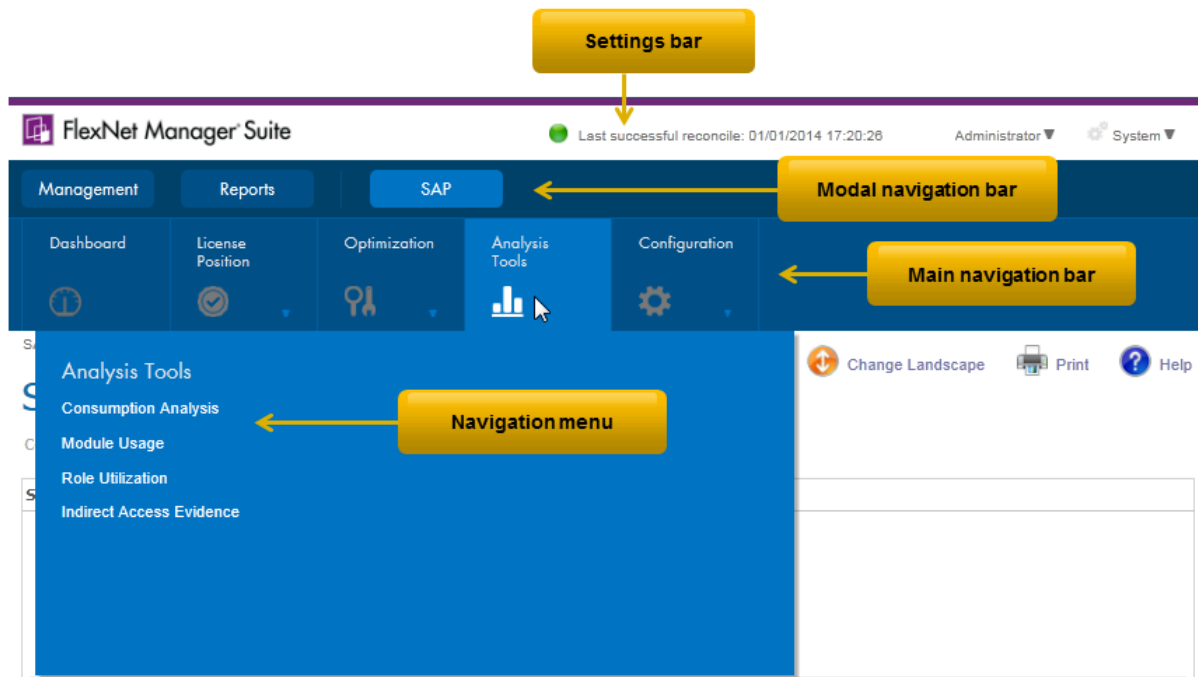 Settings bar
FlexNet Manager Suite
Last successful reconcile: 01/01/2014 17:20:26
Administrator▼
System▼
Management
Reports
SAP
Modal navigation bar
Dashboard
License
Position
Optimization
Analysis
Tools
Configuration
Main navigation bar
Change Landscape
Print
Help
Analysis Tools
Consumption Analysis
Navigation menu
Module Usage
Role Utilization
Indirect Access Evidence